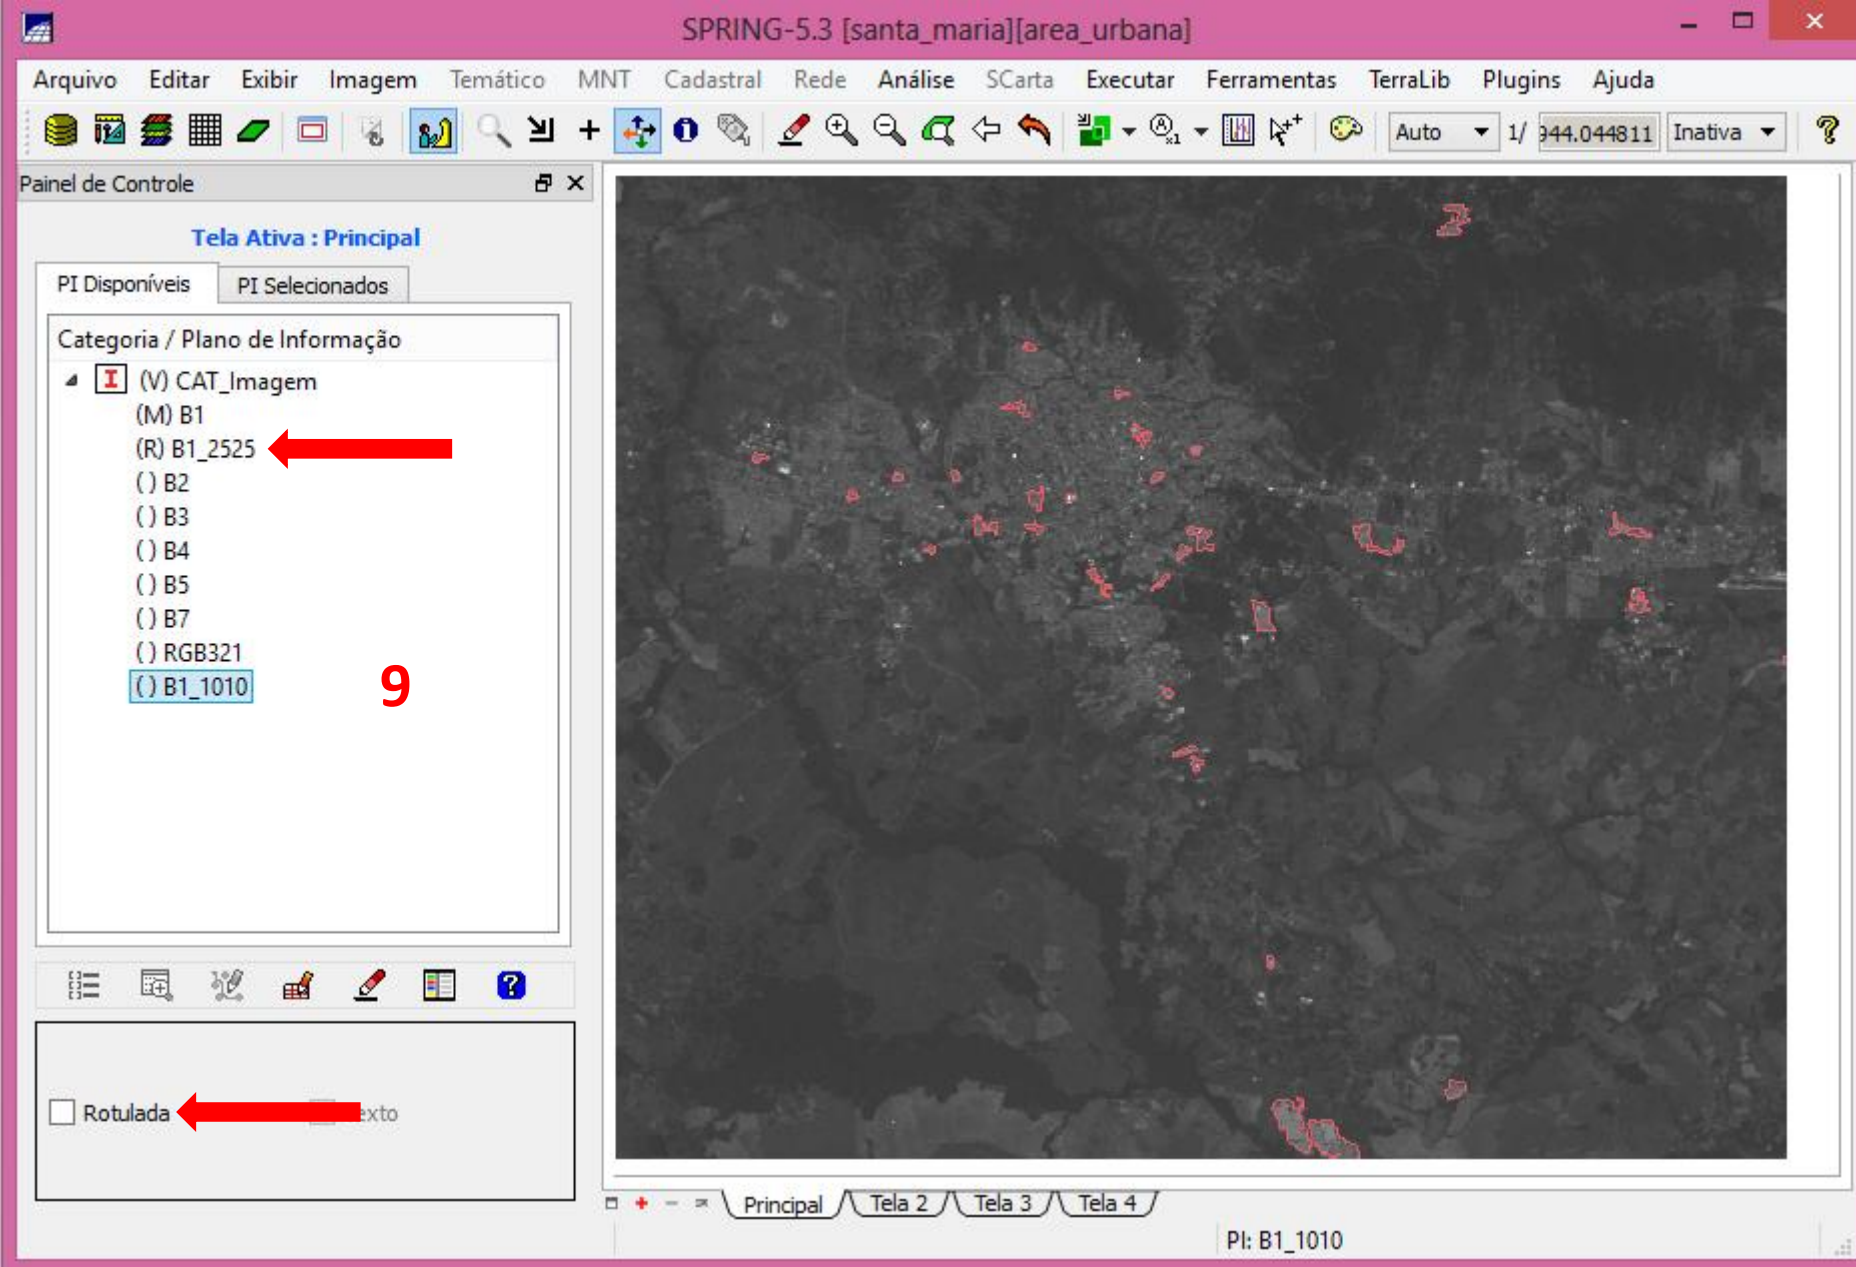 SPRING-5.3 [santa_maria][area_urbana]
Arquivo Editar Exibir Imagem Temático MNT Cadastral Rede Análise SCarta Executar Ferramentas TerraLib Plugins Ajuda
Auto 1/ 944.044811 Inativa
Painel de Controle
Tela Ativa : Principal
PI Disponíveis PI Selecionados
Categoria / Plano de Informação
(V) CAT_Imagem
(M) B1
(R) B1_2525
( ) B2
( ) B3
( ) B4
( ) B5
( ) B7
( ) RGB321
( ) B1_1010 9
Rotulada exto
Principal Tela 2 Tela 3 Tela 4
PI: B1_1010